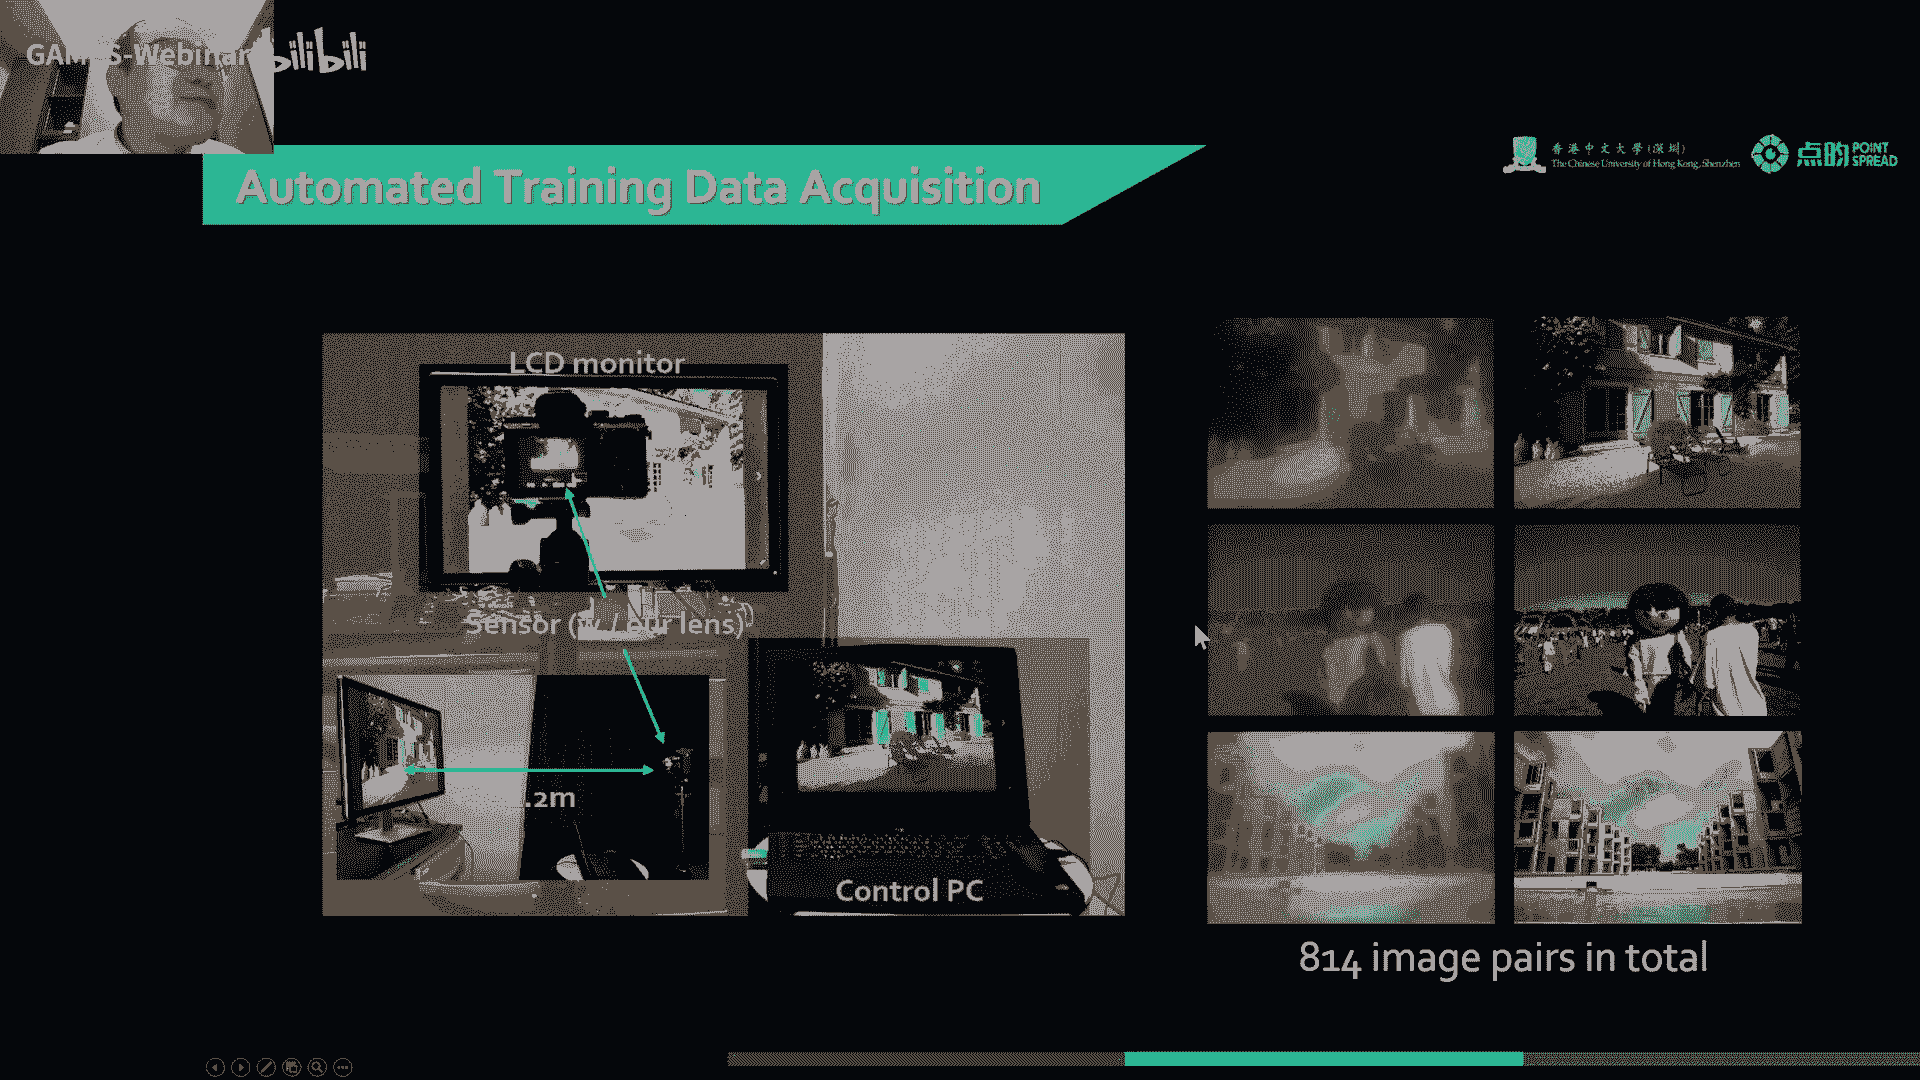 GAMES-Webinar bilibili
香港中文大學(深圳)
The Chinese University of Hong Kong, Shenzhen
点昀 POINT SPREAD
Automated Training Data Acquisition
LCD monitor
Sensor (w/ our lens)
.2m
Control PC
814 image pairs in total